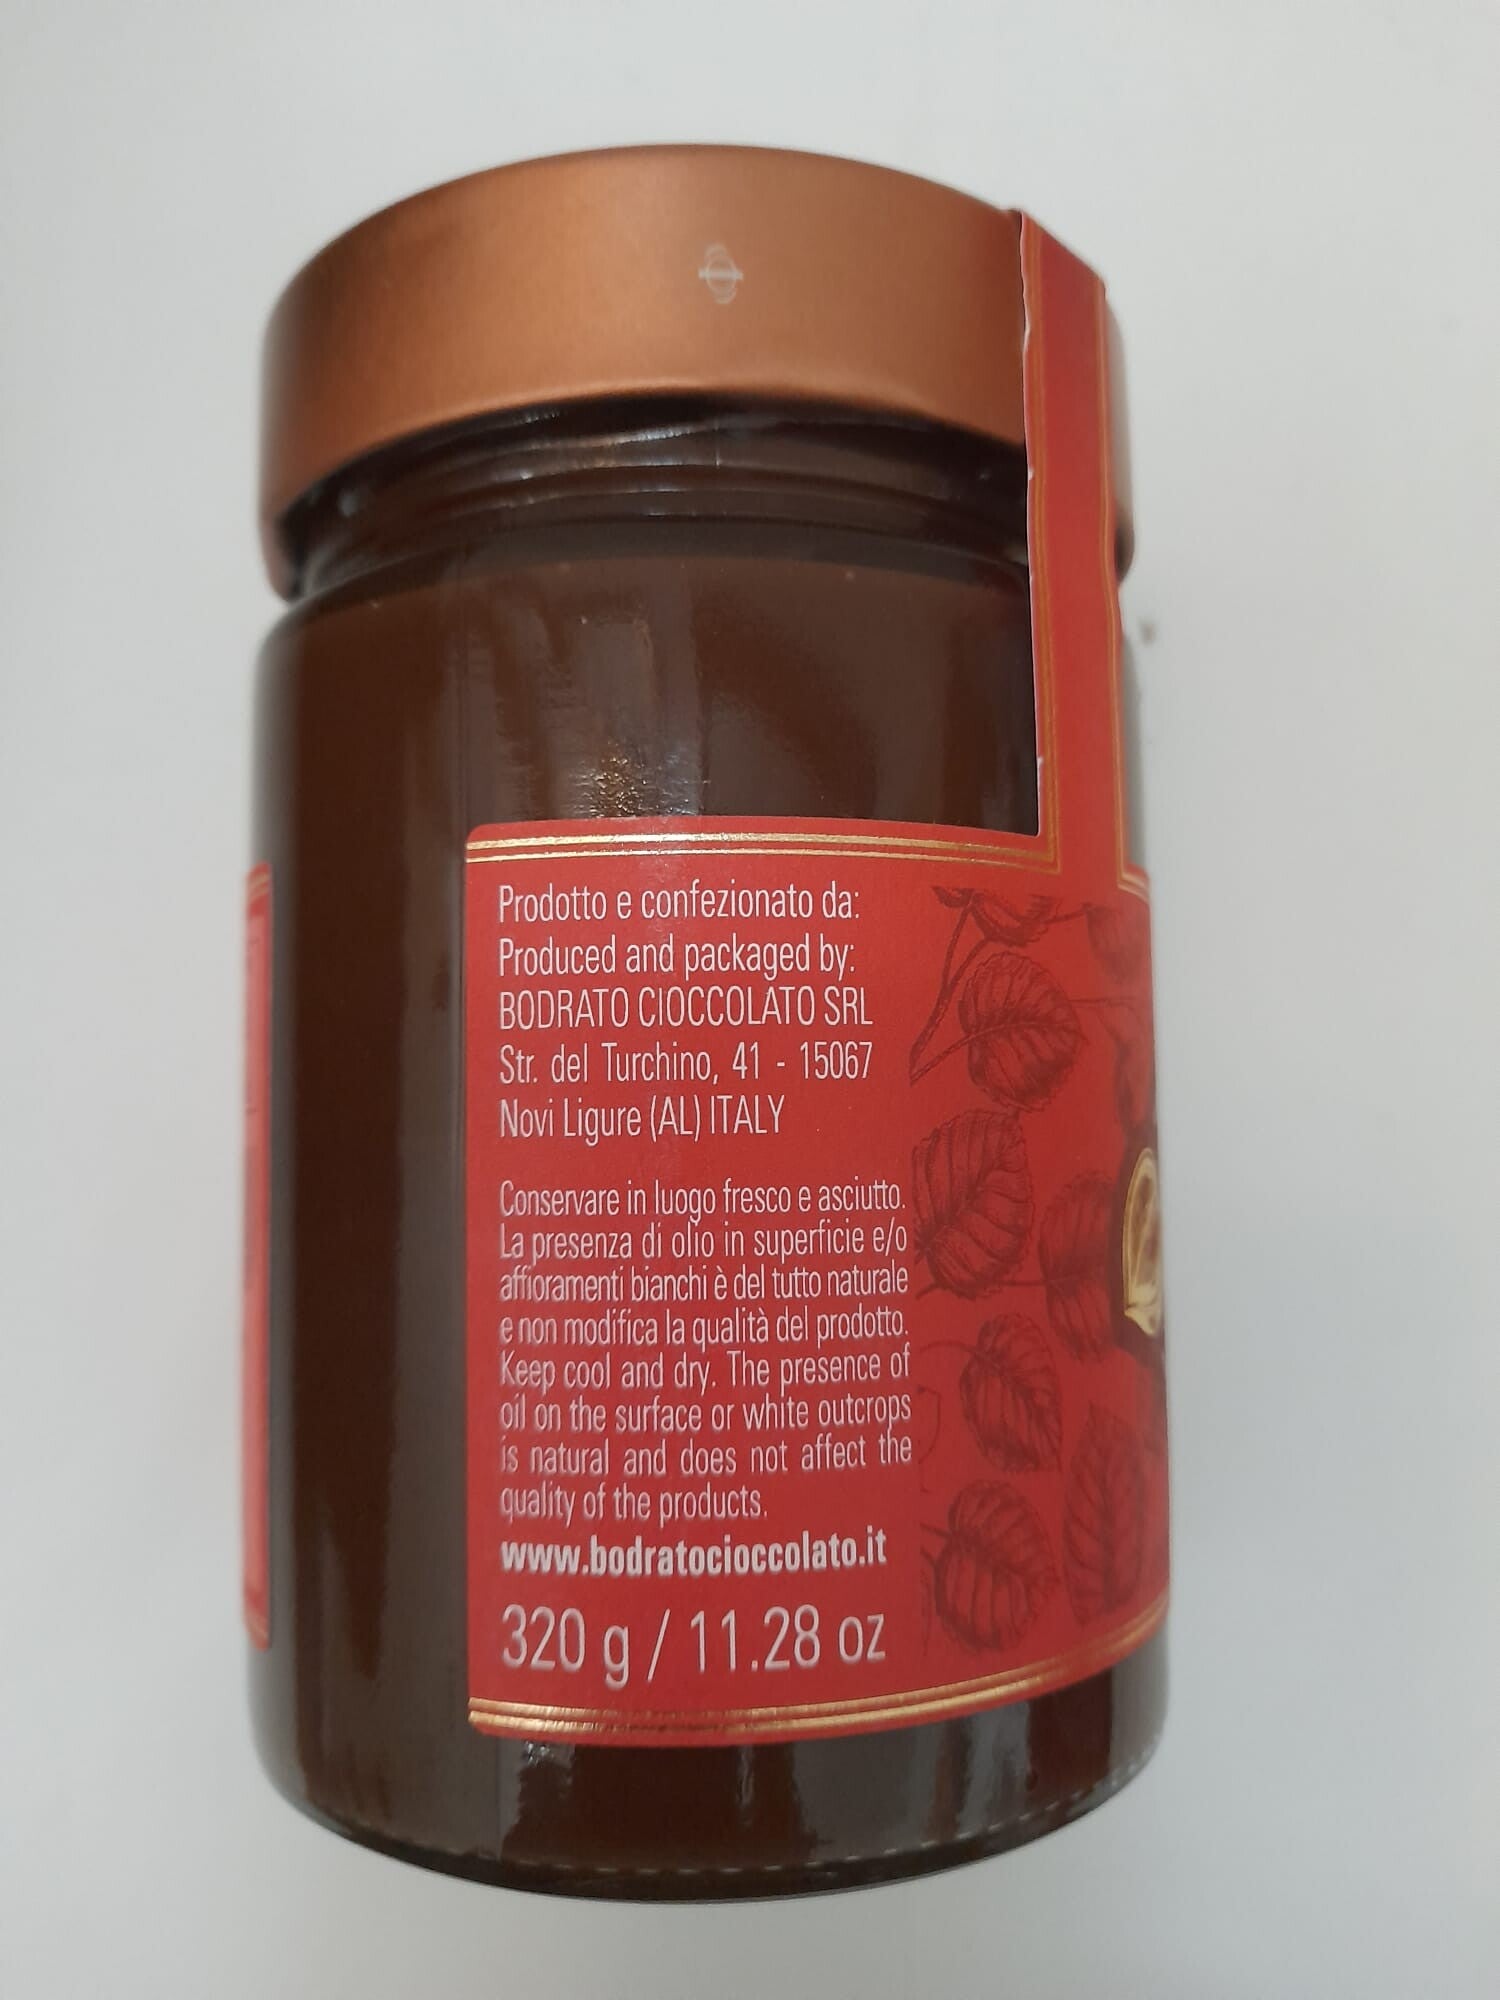 Prodotto e confezionato da:
Produced and packaged by:
BODRATO CIOCCOLATO SRL
Str. del Turchino, 41 - 15067
Novi Ligure (AL) ITALY
Conservare in luogo fresco e asciutto.
La presenza di olio in superficie e/o
affioramenti bianchi è del tutto naturale
e non modifica la qualità del prodotto.
Keep cool and dry. The presence of
oil on the surface or white outcrops
is natural and does not affect the
quality of the products.
www.bodratocioccolato.it
320 g / 11.28 oz